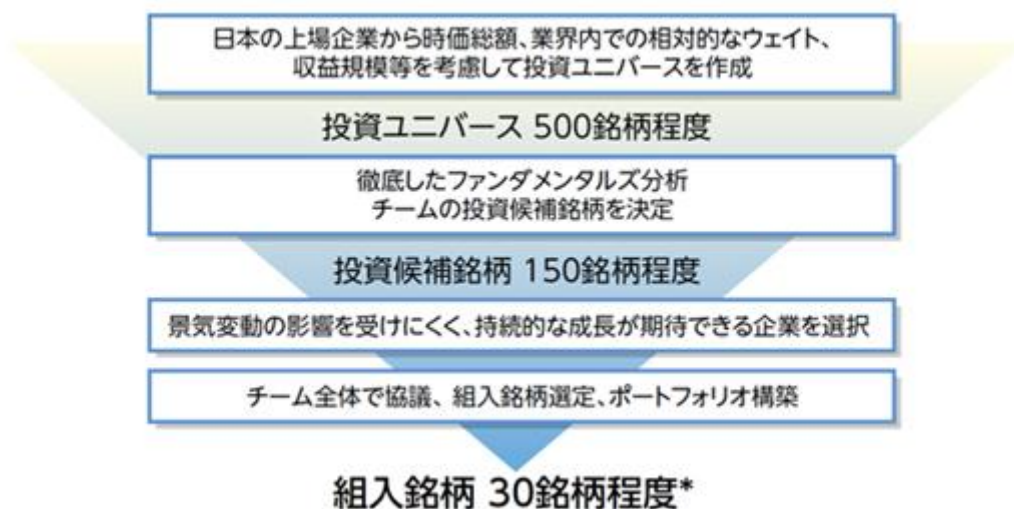 日本の上場企業から時価総額、業界内での相対的なウェイト、
収益規模等を考慮して投資ユニバースを作成
投資ユニバース 500銘柄程度
徹底したファンダメンタルズ分析
チームの投資候補銘柄を決定
投資候補銘柄 150銘柄程度
景気変動の影響を受けにくく、持続的な成長が期待できる企業を選択
チーム全体で協議、組入銘柄選定、ポートフォリオ構築
組入銘柄 30銘柄程度*